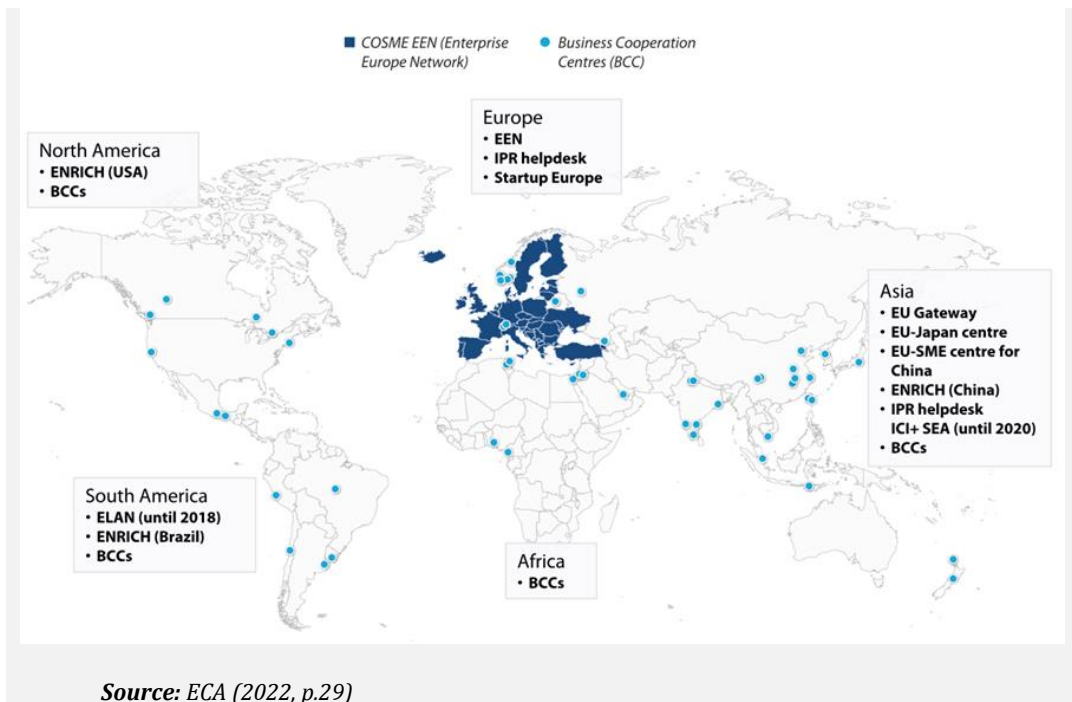 COSME EEN (Enterprise
Europe Network)
Business Cooperation
Centres (BCC)
Europe
• EEN
• IPR helpdesk
• Startup Europe
North America
• ENRICH (USA)
• BCCs
Asia
• EU Gateway
• EU-Japan centre
• EU-SME centre for
China
• ENRICH (China)
• IPR helpdesk
ICI+ SEA (until 2020)
• BCCs
South America
• ELAN (until 2018)
• ENRICH (Brazil)
• BCCs
Africa
• BCCs
Source: ECA (2022, p.29)